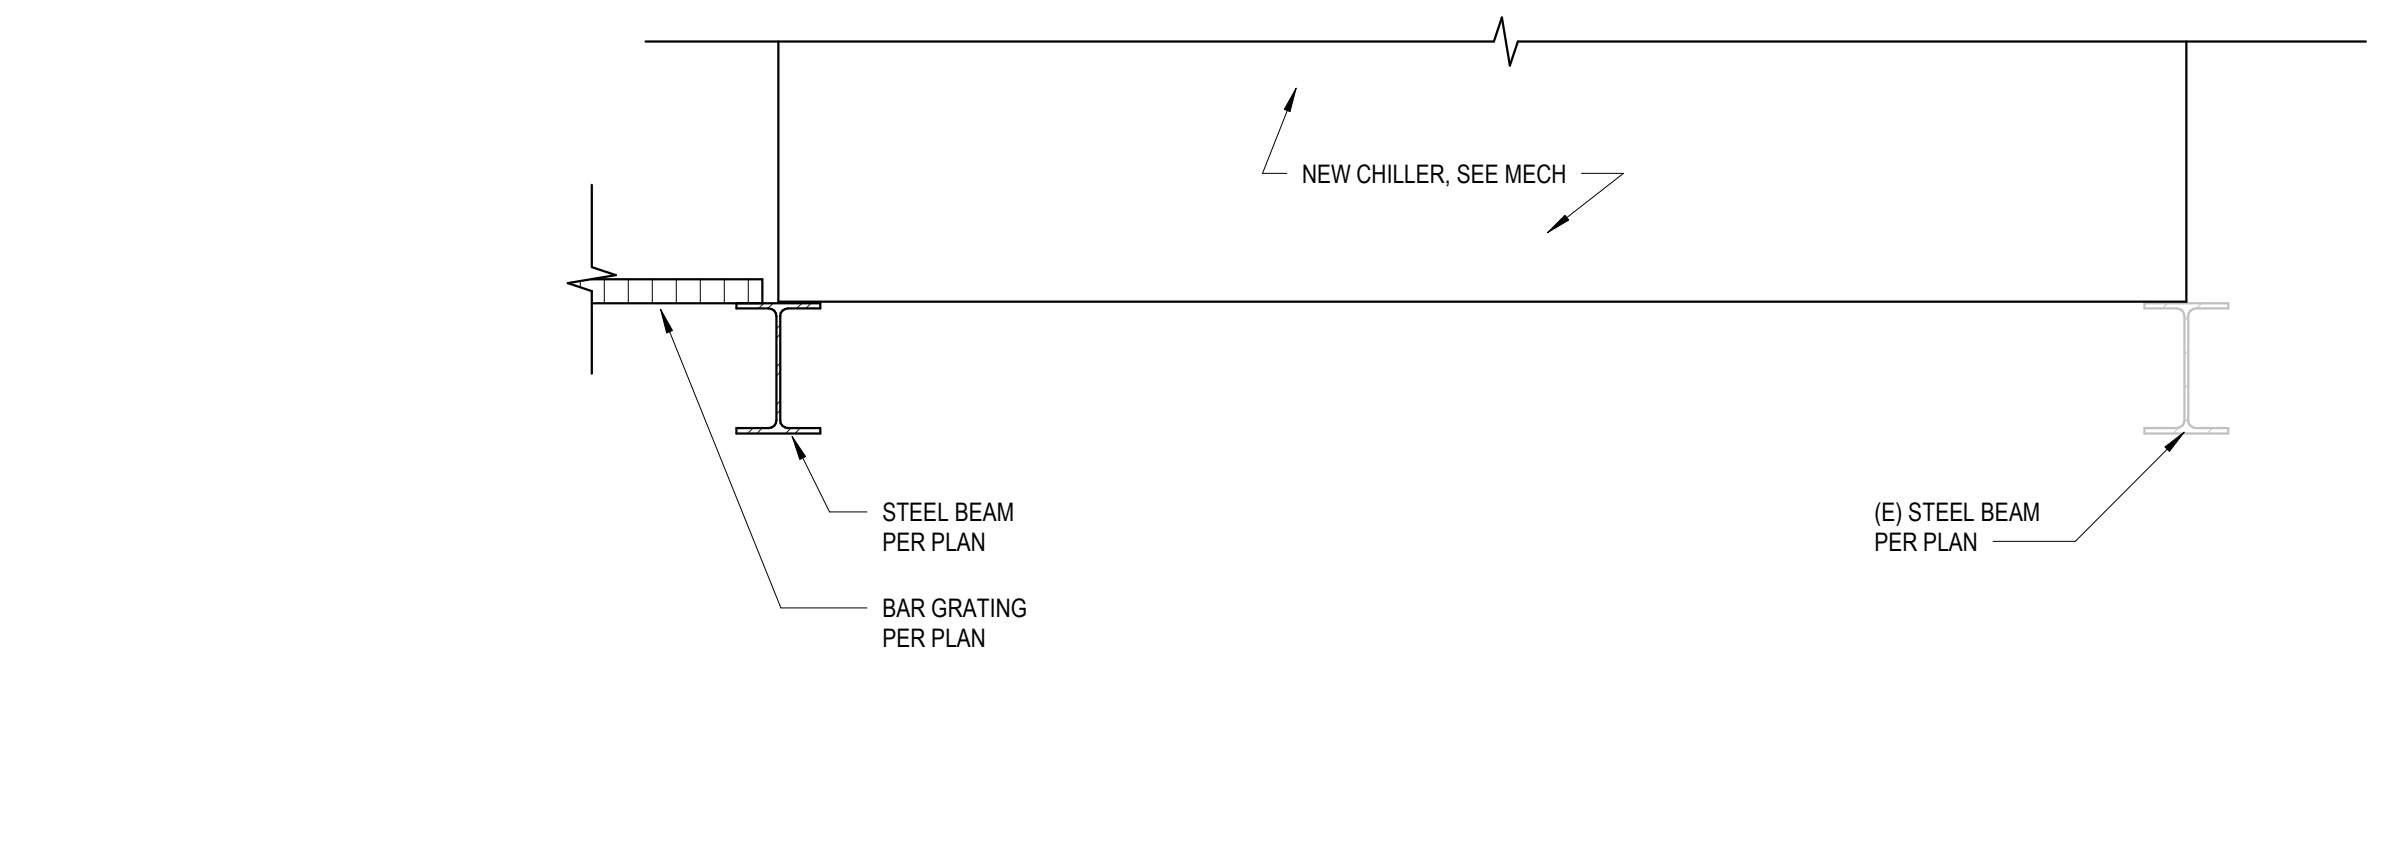 NEW CHILLER, SEE MECH
STEEL BEAM
PER PLAN
(E) STEEL BEAM
PER PLAN
BAR GRATING
PER PLAN